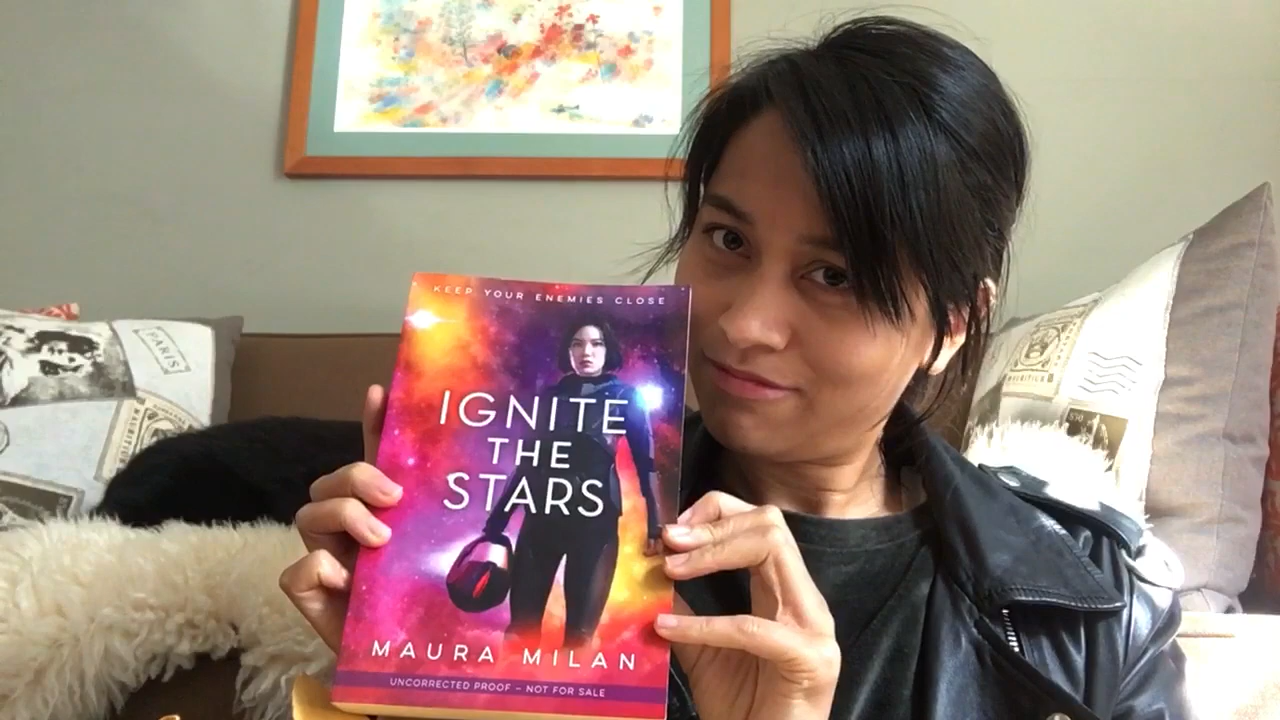 KEEP YOUR ENEMIES CLOSE
IGNITE
THE
STARS
MAURA MILAN
UNCORRECTED PROOF – NOT FOR SALE
PARIS